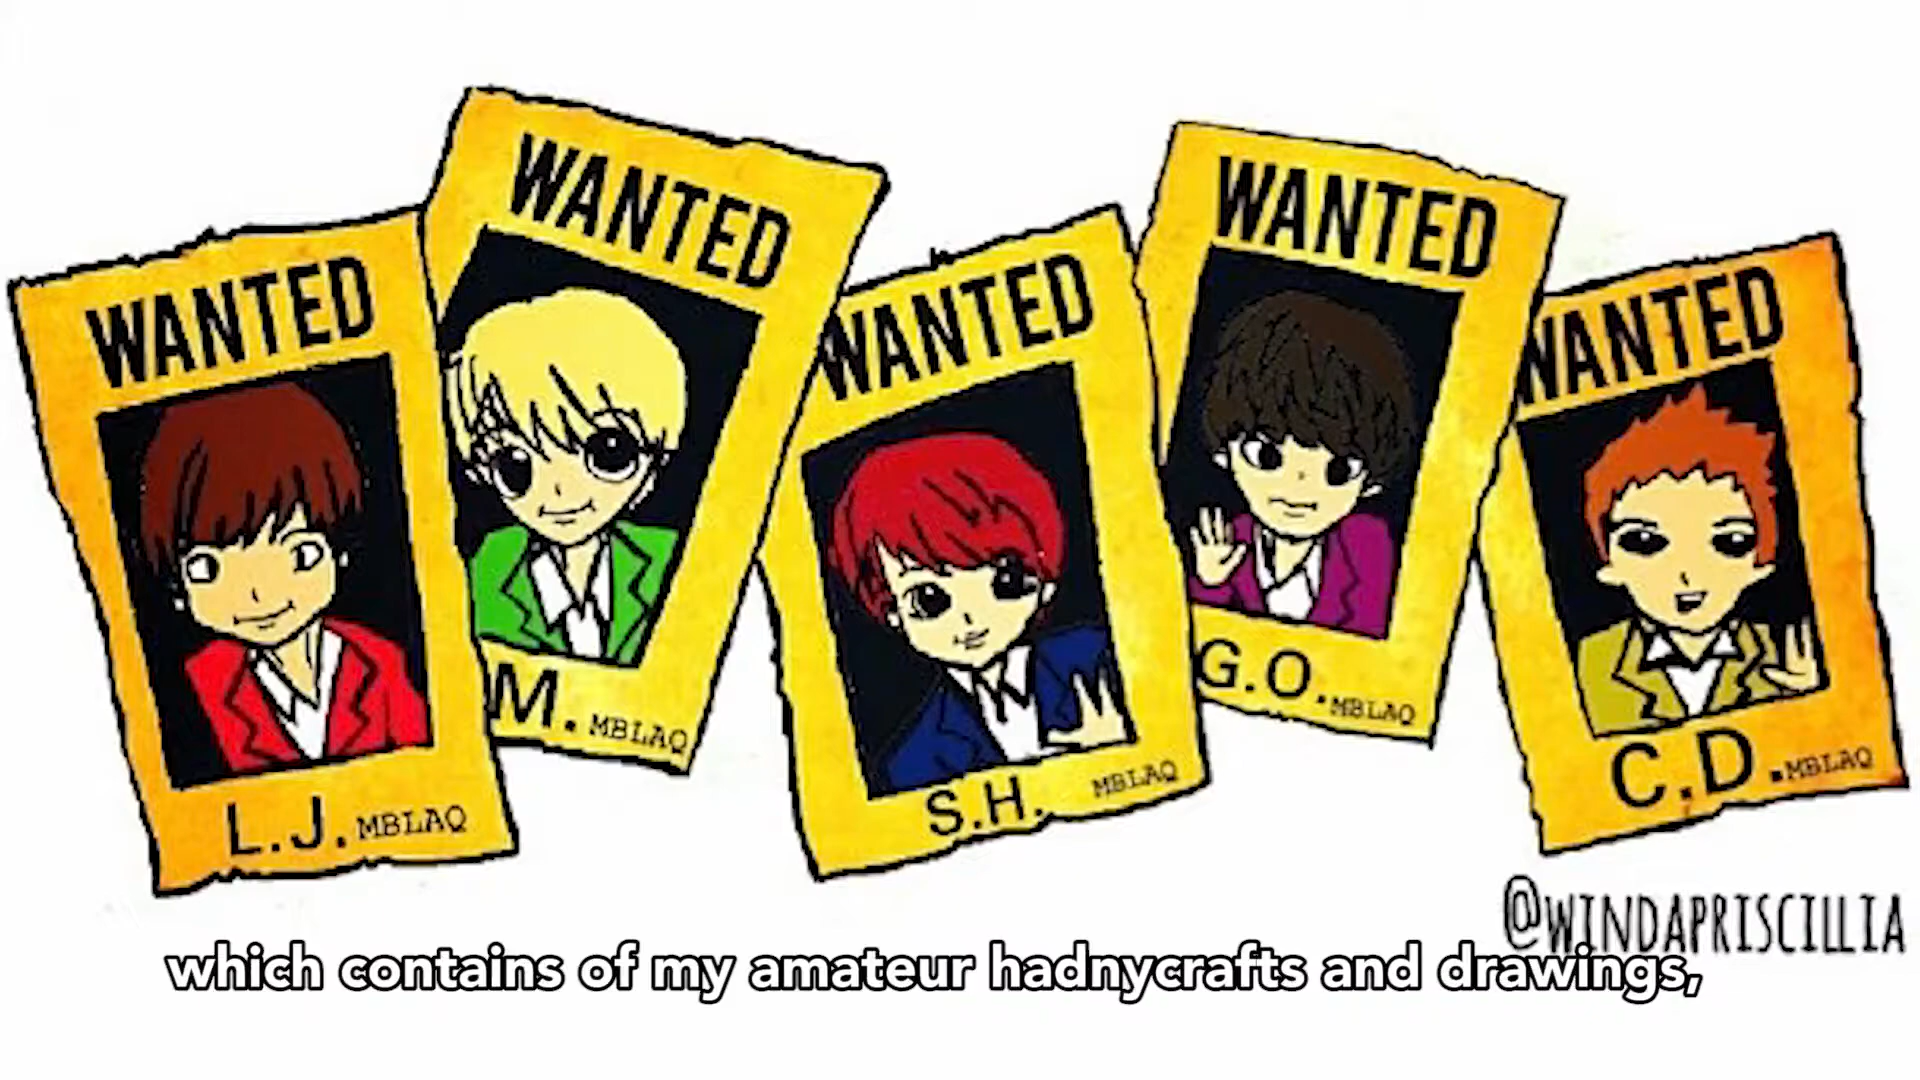 WANTED
L.J. MBLAQ
WANTED
M. MBLAQ
WANTED
S.H. MBLAQ
WANTED
G.O. MBLAQ
WANTED
C.D. MBLAQ
@WINDAPRISCILLIA
which contains of my amateur hadnycrafts and drawings,